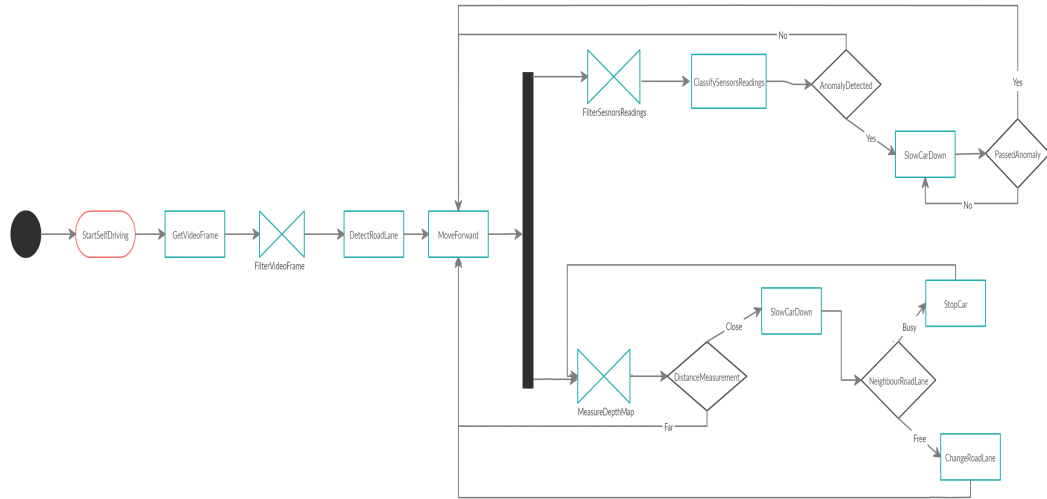 No
Yes
AnomalyDetected
ClassifySensorsReadings
FilterSesnorsReadings
Yes
SlowCarDown
PassedAnomaly
No
StartSelfDriving
GetVideoFrame
FilterVideoFrame
DetectRoadLane
MoveForward
StopCar
SlowCarDown
Close
Busy
DistanceMeasurement
NeighbourRoadLane
MeasureDepthMap
Far
Free
ChangeRoadLane